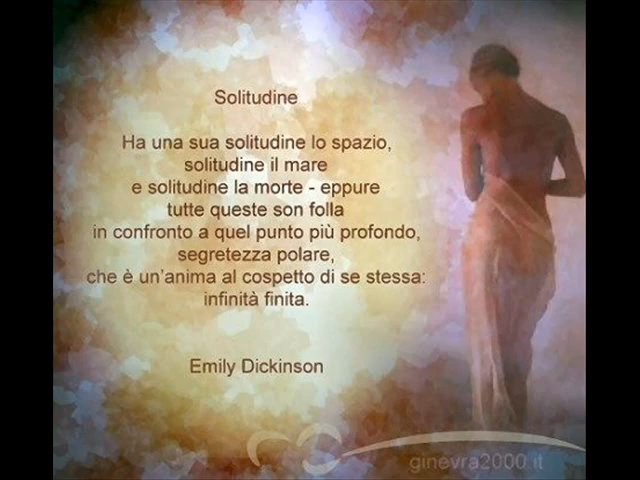 Solitudine
Ha una sua solitudine lo spazio,
solitudine il mare
e solitudine la morte - eppure
tutte queste son folla
in confronto a quel punto più profondo,
segretezza polare,
che è un'anima al cospetto di se stessa:
infinità finita.
Emily Dickinson
ginevra2000.it